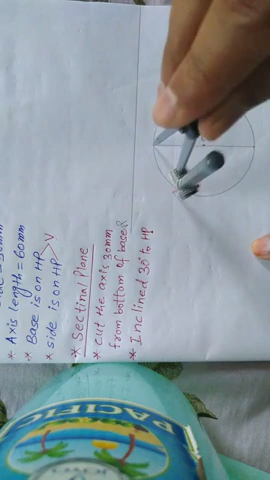 * Axis length = 60mm
* Base is on HP
* side is on HP V
* Sectinal Plane
* cut the axis 30mm
from bottom of base
* Inclined 30° to HP.
PACIFIC